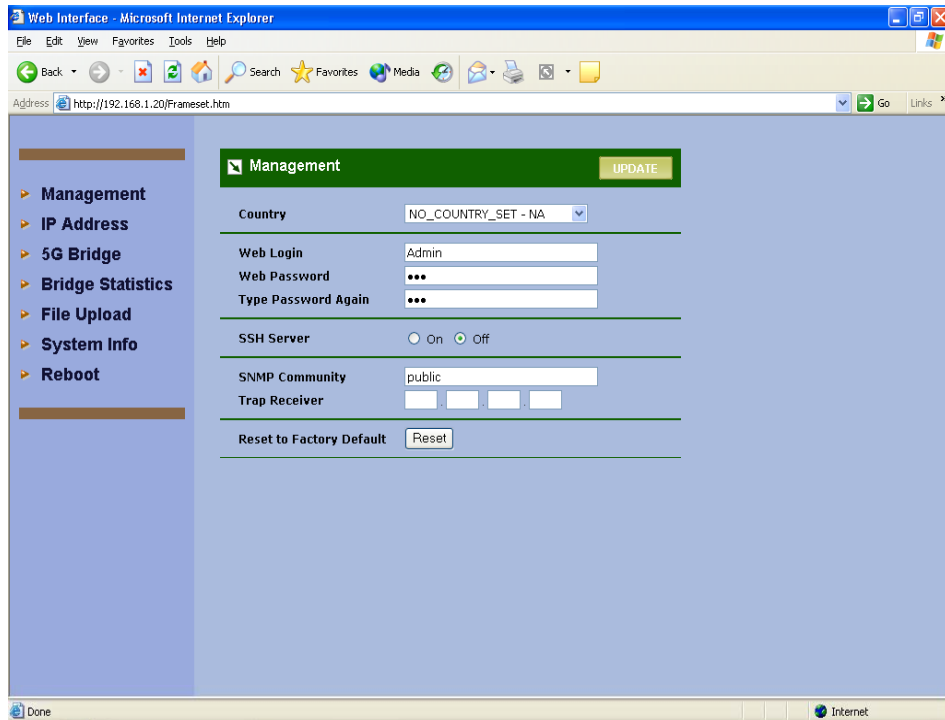 Web Interface - Microsoft Internet Explorer
File Edit View Favorites Tools Help
Back Search Favorites Media
Address http://192.168.1.20/Frameset.htm Go Links »
Management
IP Address
5G Bridge
Bridge Statistics
File Upload
System Info
Reboot
Management UPDATE
Country NO_COUNTRY_SET - NA
Web Login Admin
Web Password •••
Type Password Again •••
SSH Server On Off
SNMP Community public
Trap Receiver . . .
Reset to Factory Default Reset
Done Internet